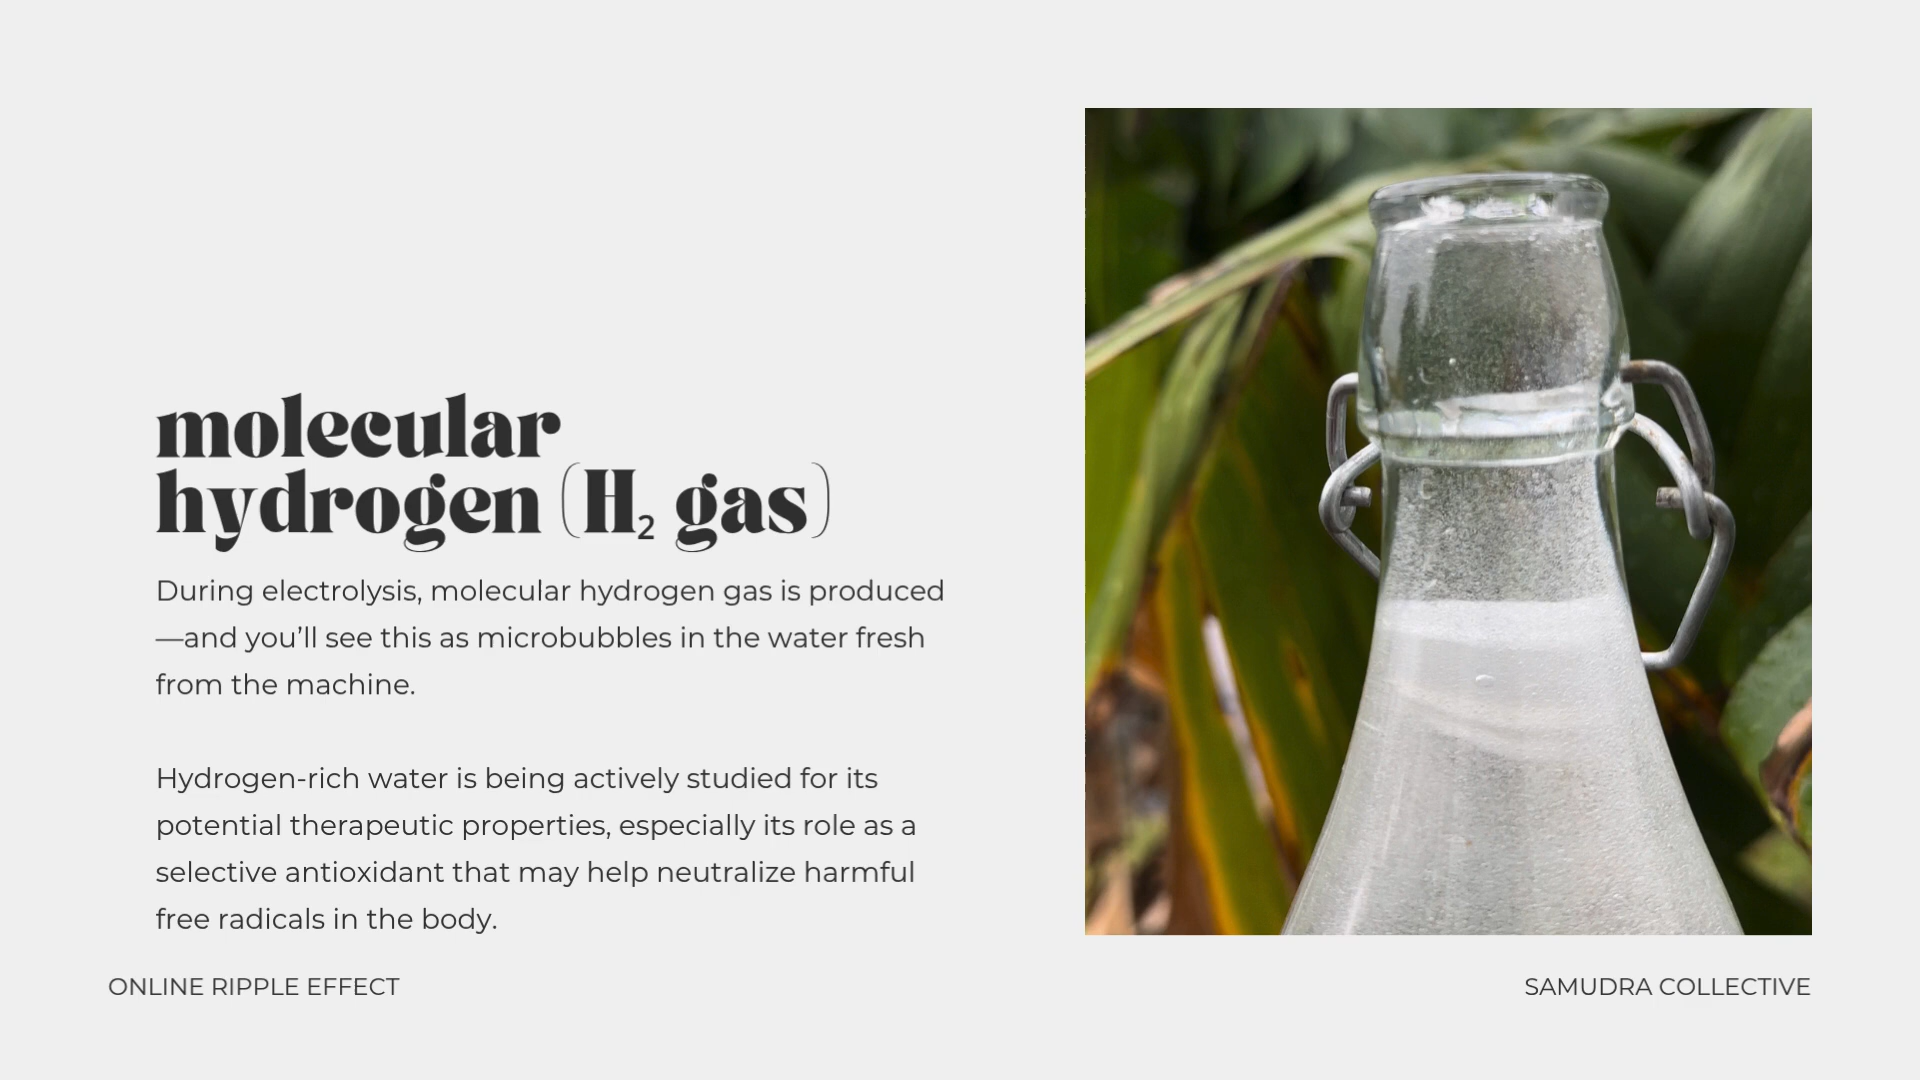 molecular
hydrogen (H₂ gas)
During electrolysis, molecular hydrogen gas is produced
—and you’ll see this as microbubbles in the water fresh
from the machine.
Hydrogen-rich water is being actively studied for its
potential therapeutic properties, especially its role as a
selective antioxidant that may help neutralize harmful
free radicals in the body.
ONLINE RIPPLE EFFECT
SAMUDRA COLLECTIVE